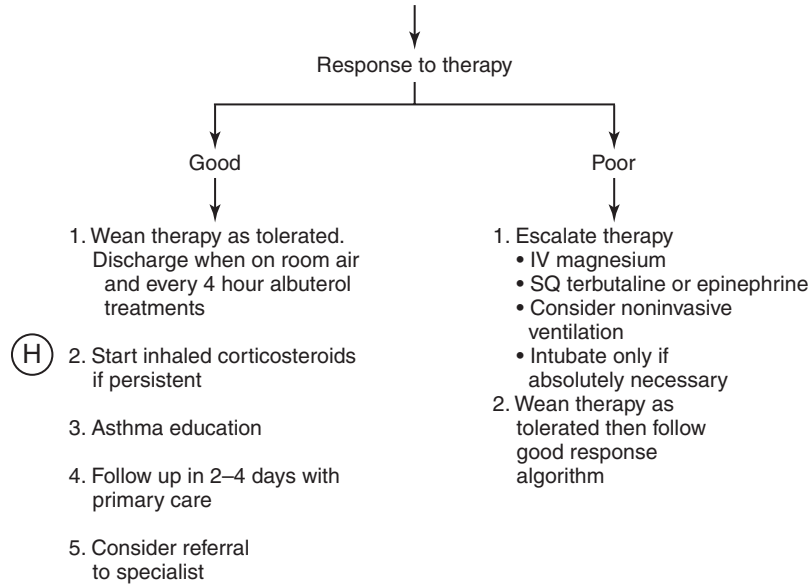 Response to therapy
Good
Poor
1. Wean therapy as tolerated.
Discharge when on room air
and every 4 hour albuterol
treatments
H
2. Start inhaled corticosteroids
if persistent
3. Asthma education
4. Follow up in 2–4 days with
primary care
5. Consider referral
to specialist
1. Escalate therapy
• IV magnesium
• SQ terbutaline or epinephrine
• Consider noninvasive
ventilation
• Intubate only if
absolutely necessary
2. Wean therapy as
tolerated then follow
good response
algorithm